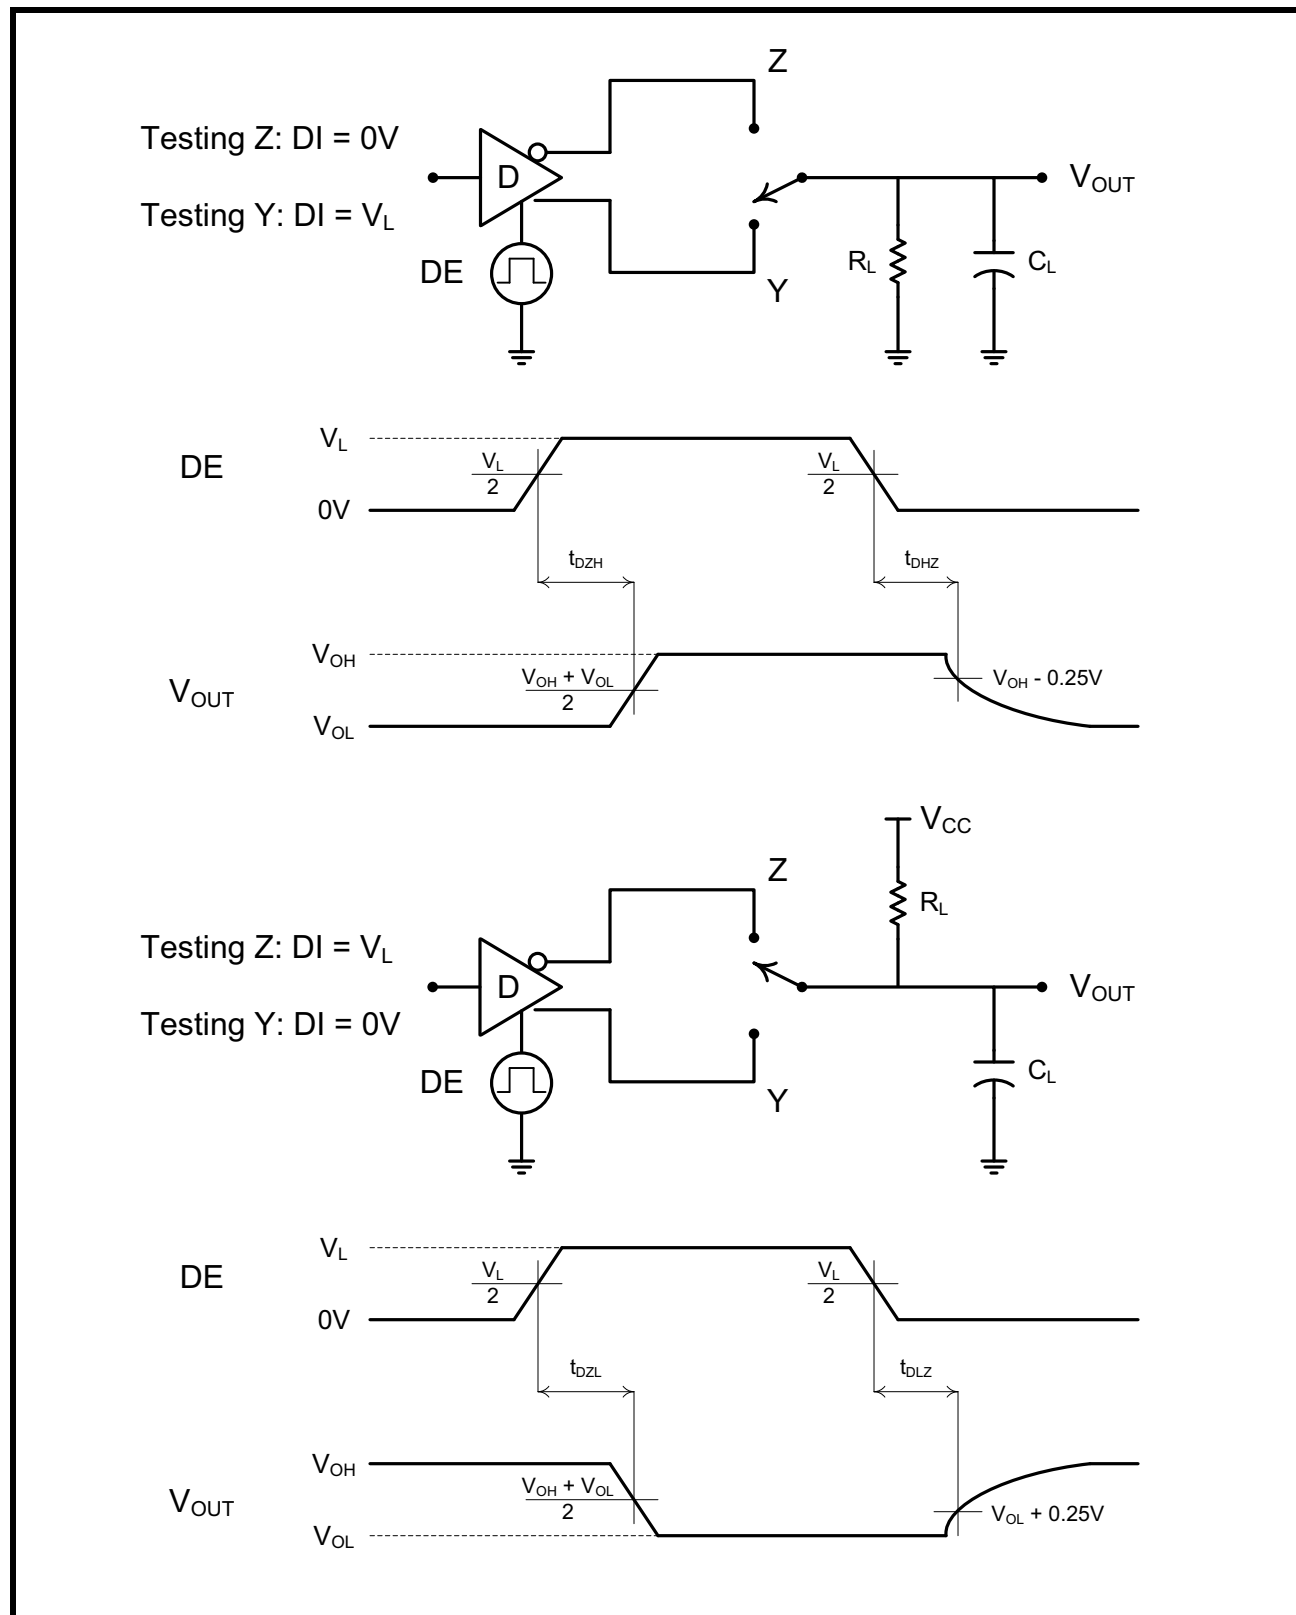 Z
Testing Z: DI = 0V
D
V_OUT
Testing Y: DI = V_L
DE
R_L
C_L
Y
V_L
DE
V_L/2
V_L/2
0V
t_DZH
t_DHZ
V_OH
V_OH + V_OL
2
V_OH - 0.25V
V_OUT
V_OL
V_CC
Z
R_L
Testing Z: DI = V_L
D
V_OUT
Testing Y: DI = 0V
DE
C_L
Y
V_L
DE
V_L/2
V_L/2
0V
t_DZL
t_DLZ
V_OH
V_OH + V_OL
2
V_OL + 0.25V
V_OUT
V_OL